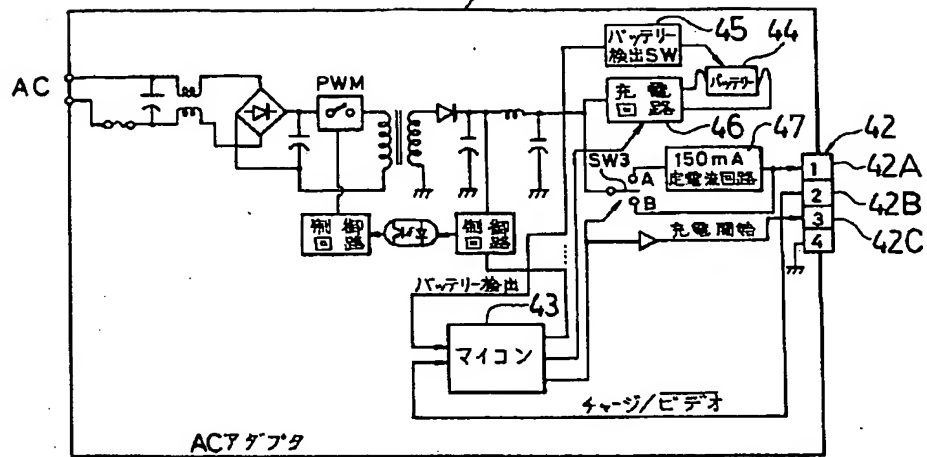 45
44
バッテリー
検出SW
バッテリー
PWM
AC
充電
回路
46
47
42
SW3
A
150mA
定電流回路
1
42A
B
2
42B
制御
回路
制御
回路
充電開始
3
42C
4
バッテリー検出
43
マイコン
チャージ/ビデオ
ACアダプタ